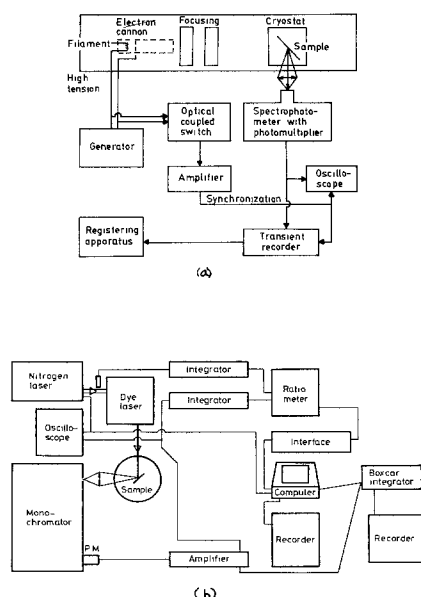 Electron
cannon
Focusing
Cryostat
Filament
Sample
High
tension
Generator
Optical
coupled
switch
Spectrophoto-
meter with
photomultiplier
Amplifier
Oscillo-
scope
Synchronization
Registering
apparatus
Transient
recorder
(a)
Nitrogen
laser
Dye
laser
Integrator
Integrator
Ratio
meter
Oscillo-
scope
Interface
Sample
Computer
Boxcar
integrator
Mono-
chromator
Recorder
Recorder
PM
Amplifier
(b)